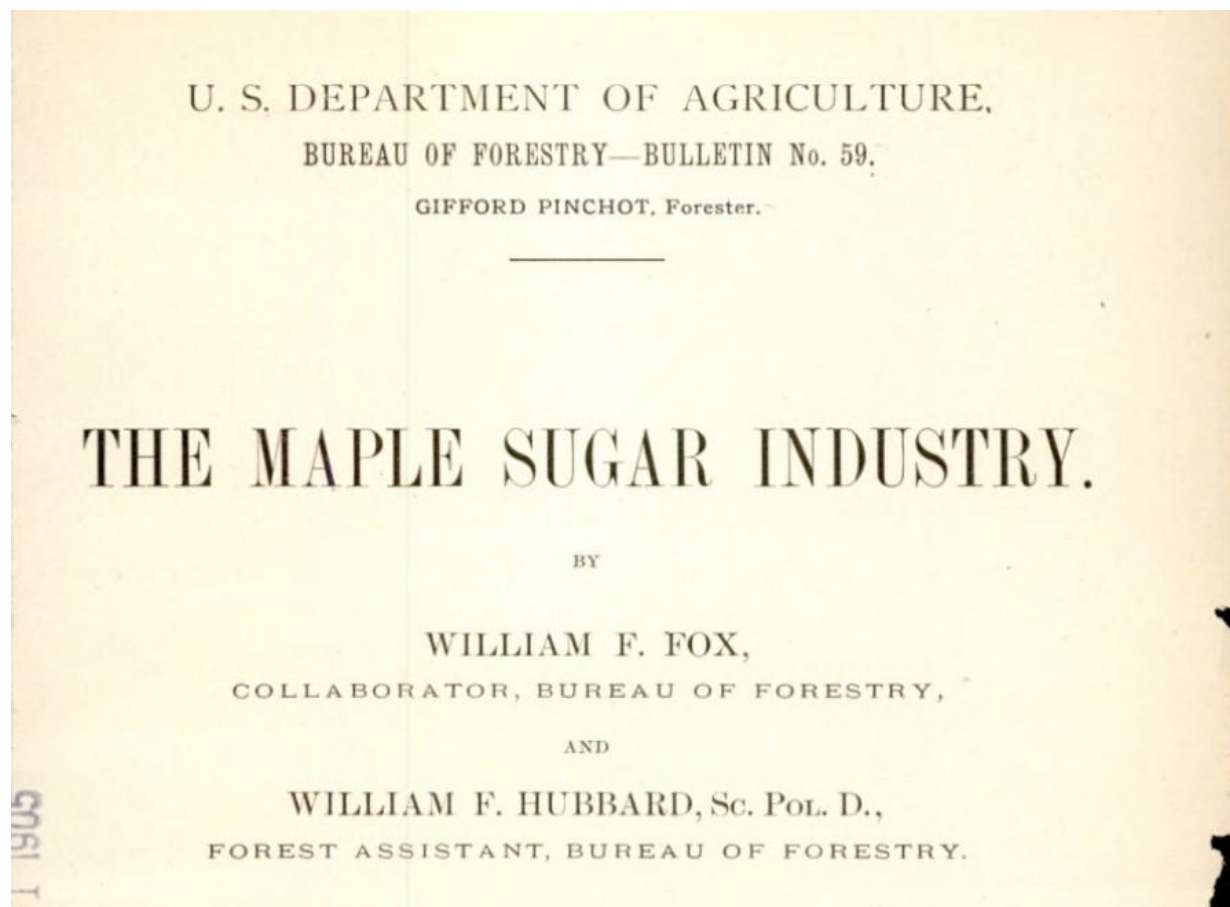 U. S. DEPARTMENT OF AGRICULTURE,
BUREAU OF FORESTRY—BULLETIN No. 59.
GIFFORD PINCHOT, Forester.
THE MAPLE SUGAR INDUSTRY.
BY
WILLIAM F. FOX,
COLLABORATOR, BUREAU OF FORESTRY,
AND
WILLIAM F. HUBBARD, Sc. Pol. D.,
FOREST ASSISTANT, BUREAU OF FORESTRY.